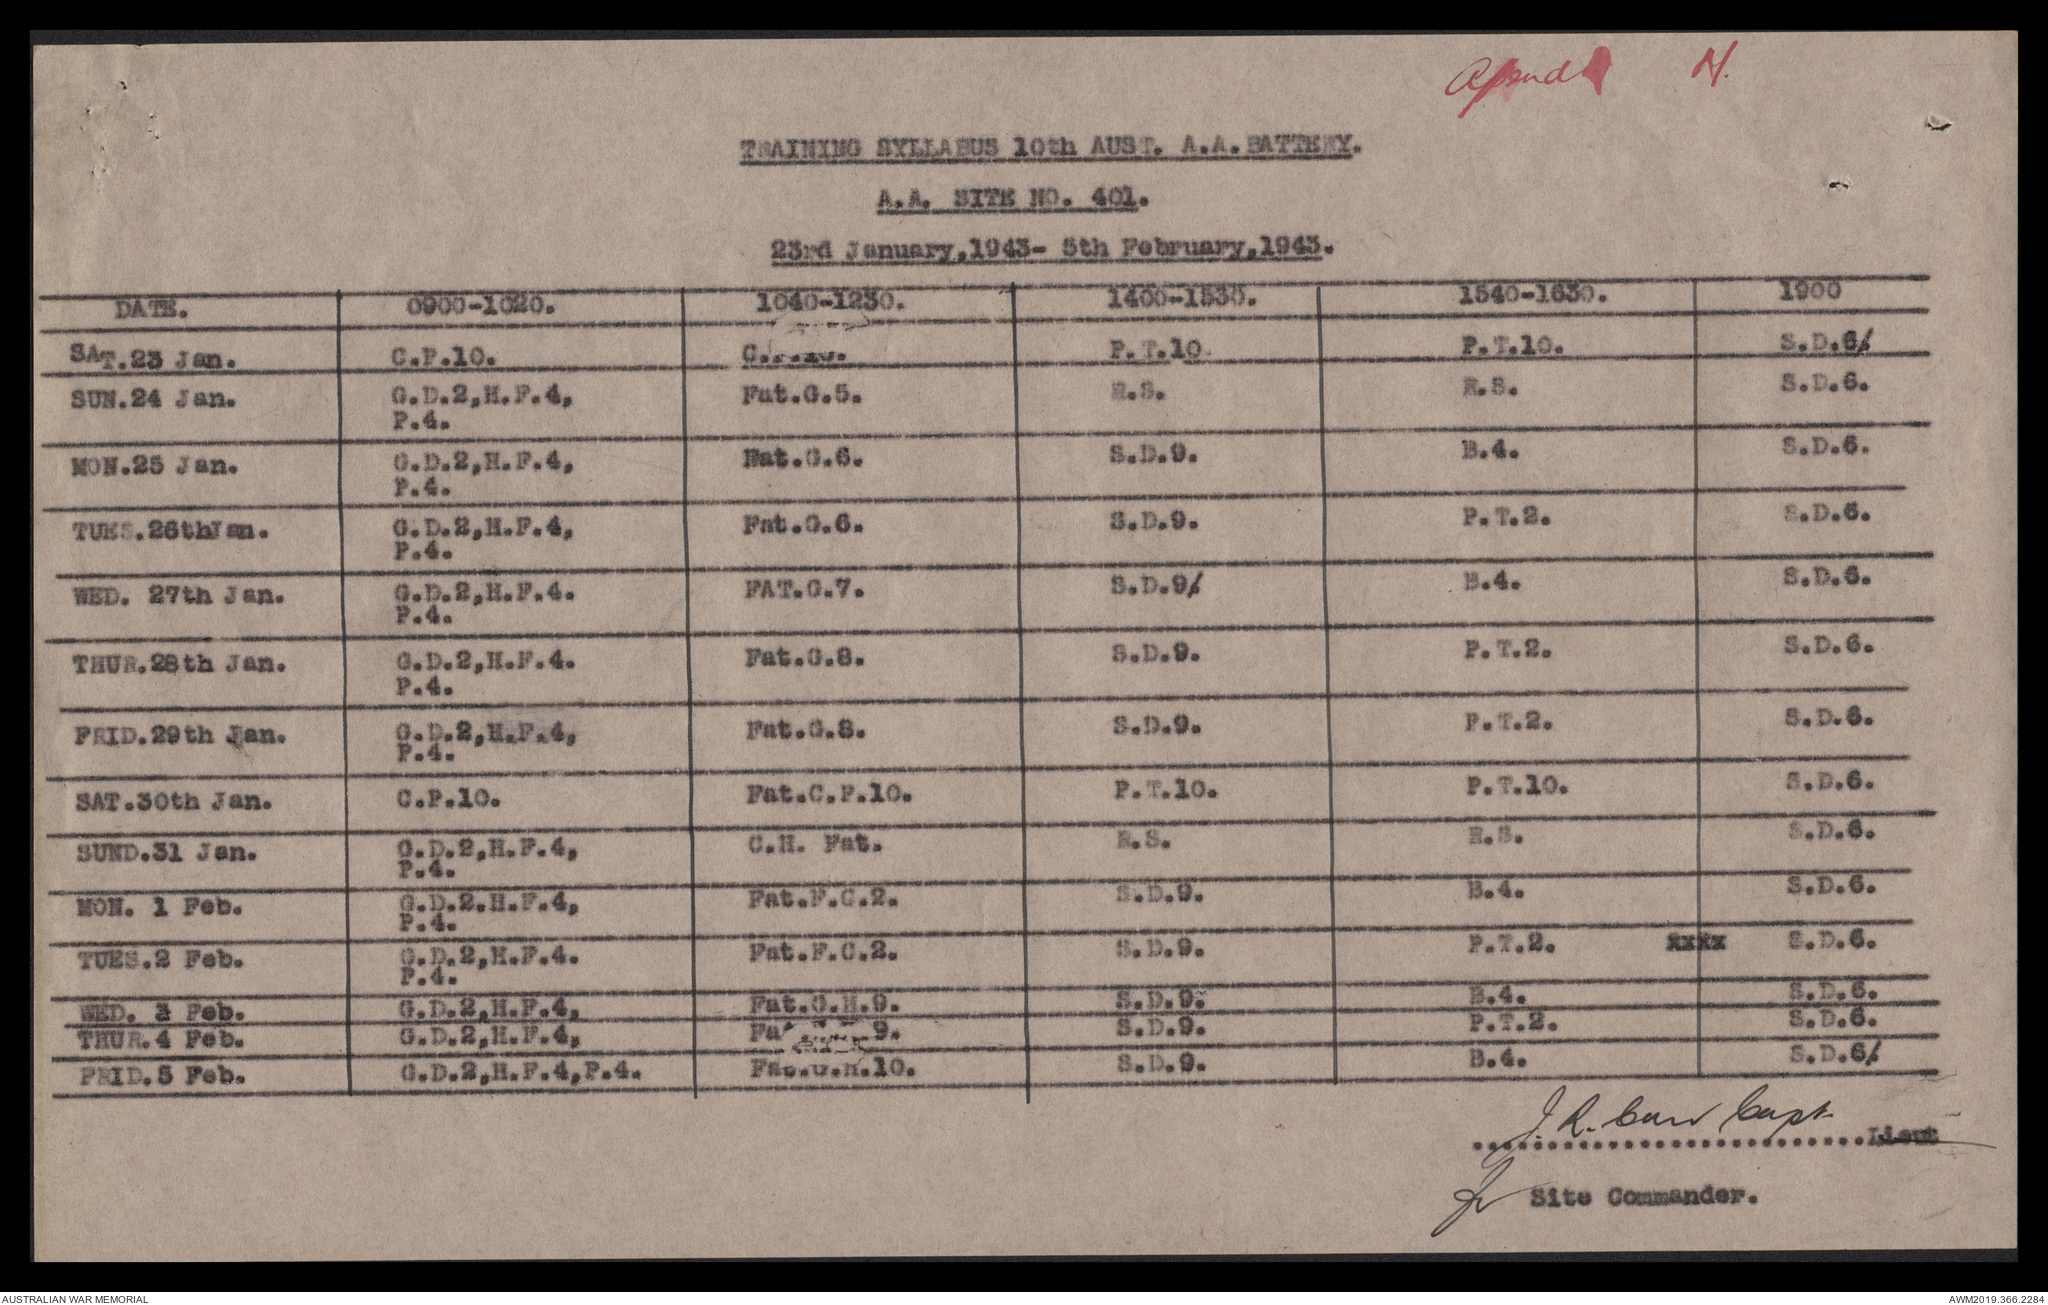 Apend H.
TRAINING SYLLABUS 10th AUST. A.A.BATTERY.
A.A. SITE NO. 401.
23rd January,1943- 5th February,1943.
DATE. 0900-1020. 1040-1230. 1400-1530. 1540-1630. 1900
SAT.23 Jan. C.P.10. C.P.10. P.T.10 P.T.10. S.D.6/
SUN.24 Jan. G.D.2,H.F.4, Fat.G.5. R.S. R.S. S.D.6.
P.4.
MON.25 Jan. G.D.2,H.F.4, Fat.G.6. S.D.9. B.4. S.D.6.
P.4.
TUES.26thJan. G.D.2,H.F.4, Fat.G.6. S.D.9. P.T.2. S.D.6.
P.4.
WED. 27th Jan. G.D.2,H.F.4. FAT.G.7. S.D.9/ B.4. S.D.6.
P.4.
THUR.28th Jan. G.D.2,H.F.4. Fat.G.8. S.D.9. P.T.2. S.D.6.
P.4.
FRID.29th Jan. G.D.2,H.F.4, Fat.G.8. S.D.9. P.T.2. S.D.6.
P.4.
SAT.30th Jan. C.P.10. Fat.C.P.10. P.T.10. P.T.10. S.D.6.
SUND.31 Jan. G.D.2,H.F.4, C.H. Fat. R.S. R.S. S.D.6.
P.4.
MON. 1 Feb. G.D.2.H.F.4, Fat.F.C.2. S.D.9. B.4. S.D.6.
P.4.
TUES.2 Feb. G.D.2,H.F.4. Fat.F.C.2. S.D.9. P.T.2. xxxx S.D.6.
P.4.
WED. 3 Feb. G.D.2,H.F.4, Fat.G.H.9. S.D.9. B.4. S.D.6.
THUR.4 Feb. G.D.2,H.F.4, Fa 9. S.D.9. P.T.2. S.D.6.
FRID.5 Feb. G.D.2,H.F.4,P.4. Fat.G.H.10. S.D.9. B.4. S.D.6/
J. R. Capt
Lieut
for Site Commander.
AUSTRALIAN WAR MEMORIAL AWM2019.366.2284